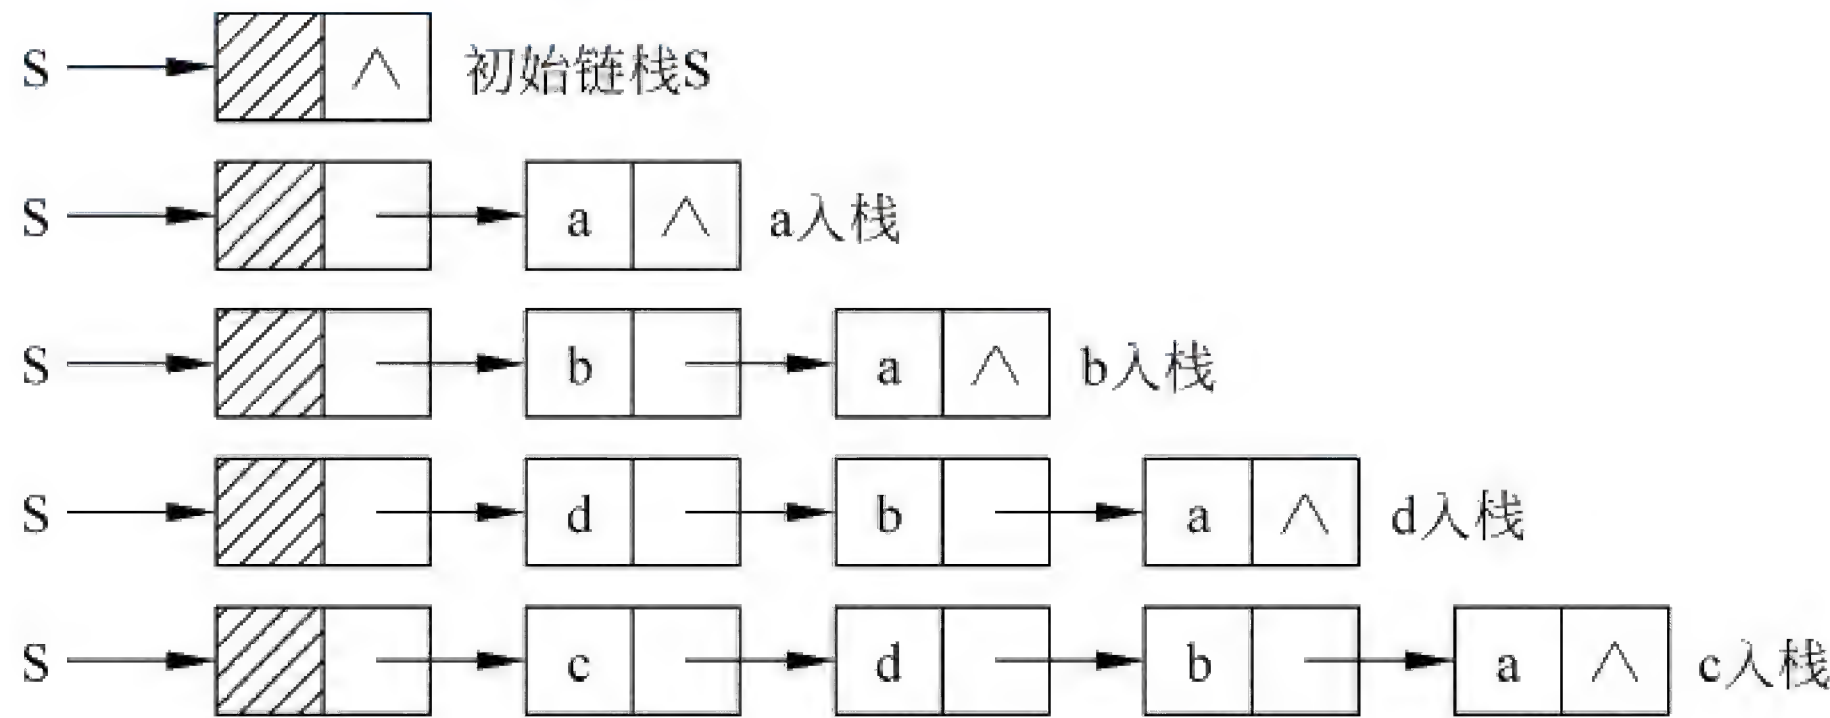 S ∧ 初始链栈S
S a ∧ a入栈
S b a ∧ b入栈
S d b a ∧ d入栈
S c d b a ∧ c入栈